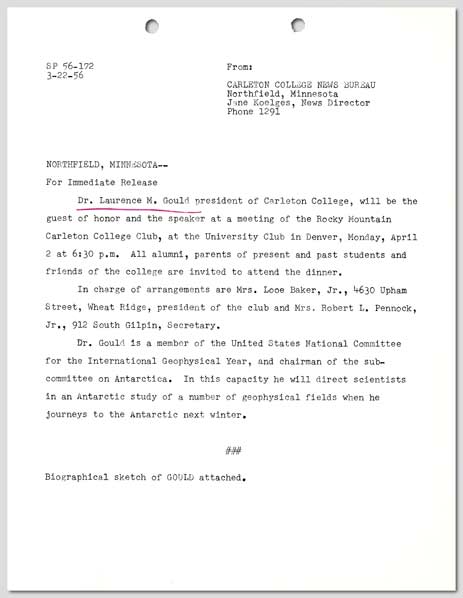 SP 56-172
3-22-56
From:
CARLETON COLLEGE NEWS BUREAU
Northfield, Minnesota
Jane Koelges, News Director
Phone 1291
NORTHFIELD, MINNESOTA--
For Immediate Release
Dr. Laurence M. Gould president of Carleton College, will be the
guest of honor and the speaker at a meeting of the Rocky Mountain
Carleton College Club, at the University Club in Denver, Monday, April
2 at 6:30 p.m. All alumni, parents of present and past students and
friends of the college are invited to attend the dinner.
In charge of arrangements are Mrs. Looe Baker, Jr., 4630 Upham
Street, Wheat Ridge, president of the club and Mrs. Robert L. Pennock,
Jr., 912 South Gilpin, Secretary.
Dr. Gould is a member of the United States National Committee
for the International Geophysical Year, and chairman of the sub-
committee on Antarctica. In this capacity he will direct scientists
in an Antarctic study of a number of geophysical fields when he
journeys to the Antarctic next winter.
###
Biographical sketch of GOULD attached.